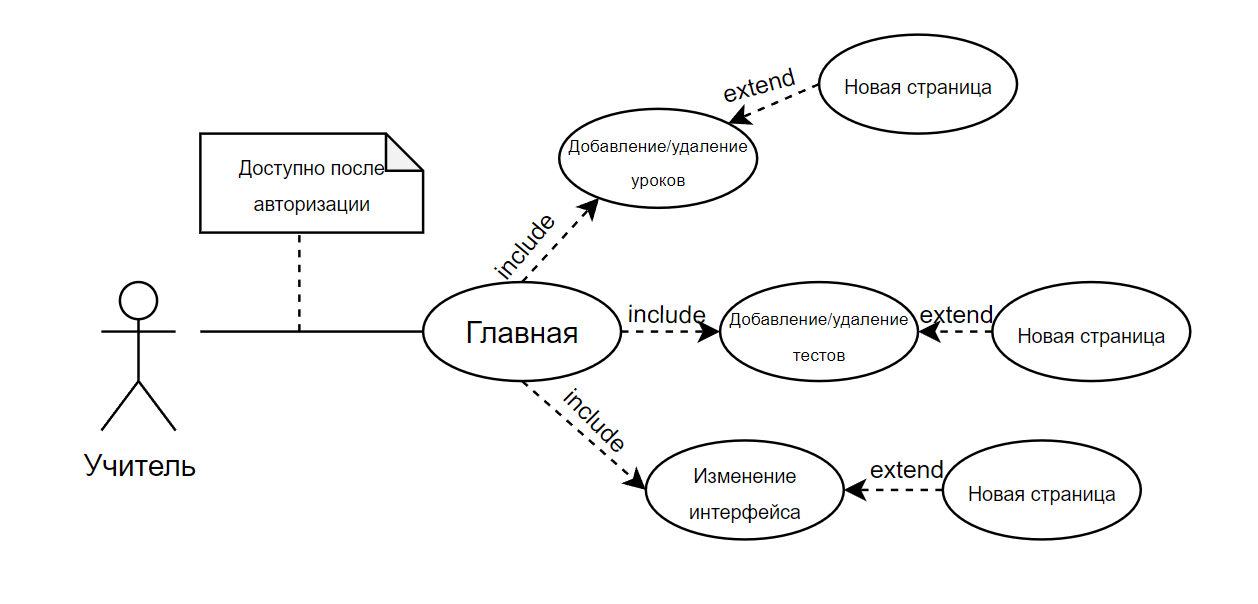 extend
Новая страница
Добавление/удаление
уроков
Доступно после
авторизации
include
Главная
include
Добавление/удаление
тестов
extend
Новая страница
include
Учитель
Изменение
интерфейса
extend
Новая страница